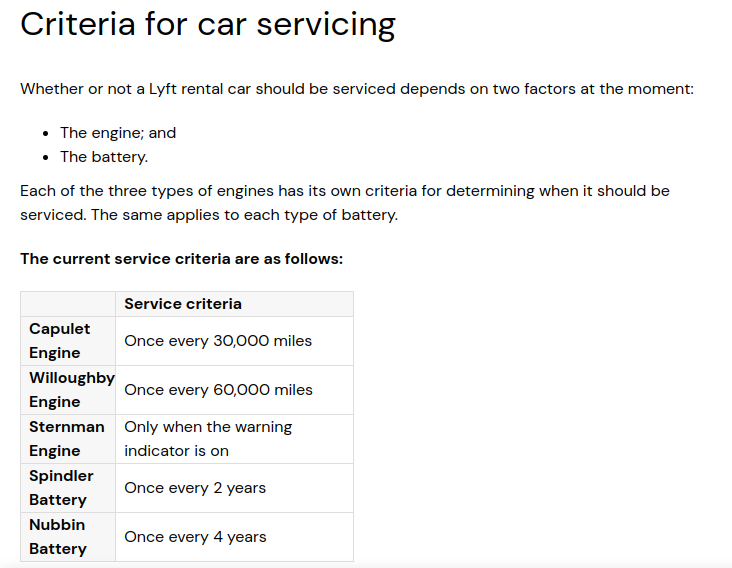 Criteria for car servicing
Whether or not a Lyft rental car should be serviced depends on two factors at the moment:
• The engine; and
• The battery.
Each of the three types of engines has its own criteria for determining when it should be
serviced. The same applies to each type of battery.
The current service criteria are as follows:
Service criteria
Capulet
Engine
Once every 30,000 miles
Willoughby
Engine
Once every 60,000 miles
Sternman
Engine
Only when the warning
indicator is on
Spindler
Battery
Once every 2 years
Nubbin
Battery
Once every 4 years